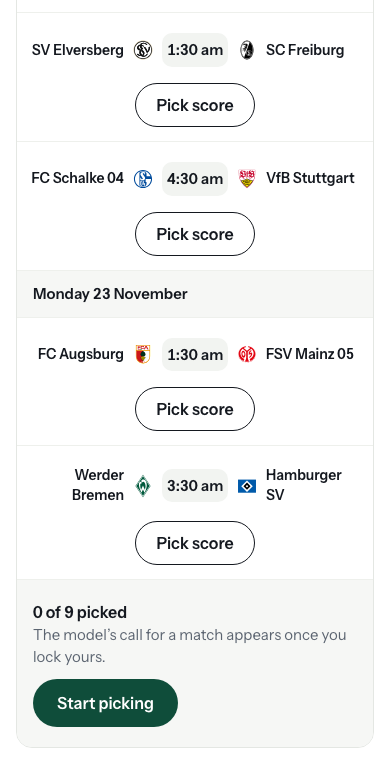 SV Elversberg 1:30 am SC Freiburg
Pick score
FC Schalke 04 4:30 am VfB Stuttgart
Pick score
Monday 23 November
FC Augsburg 1:30 am FSV Mainz 05
Pick score
Werder Bremen 3:30 am Hamburger SV
Pick score
0 of 9 picked
The model's call for a match appears once you
lock yours.
Start picking